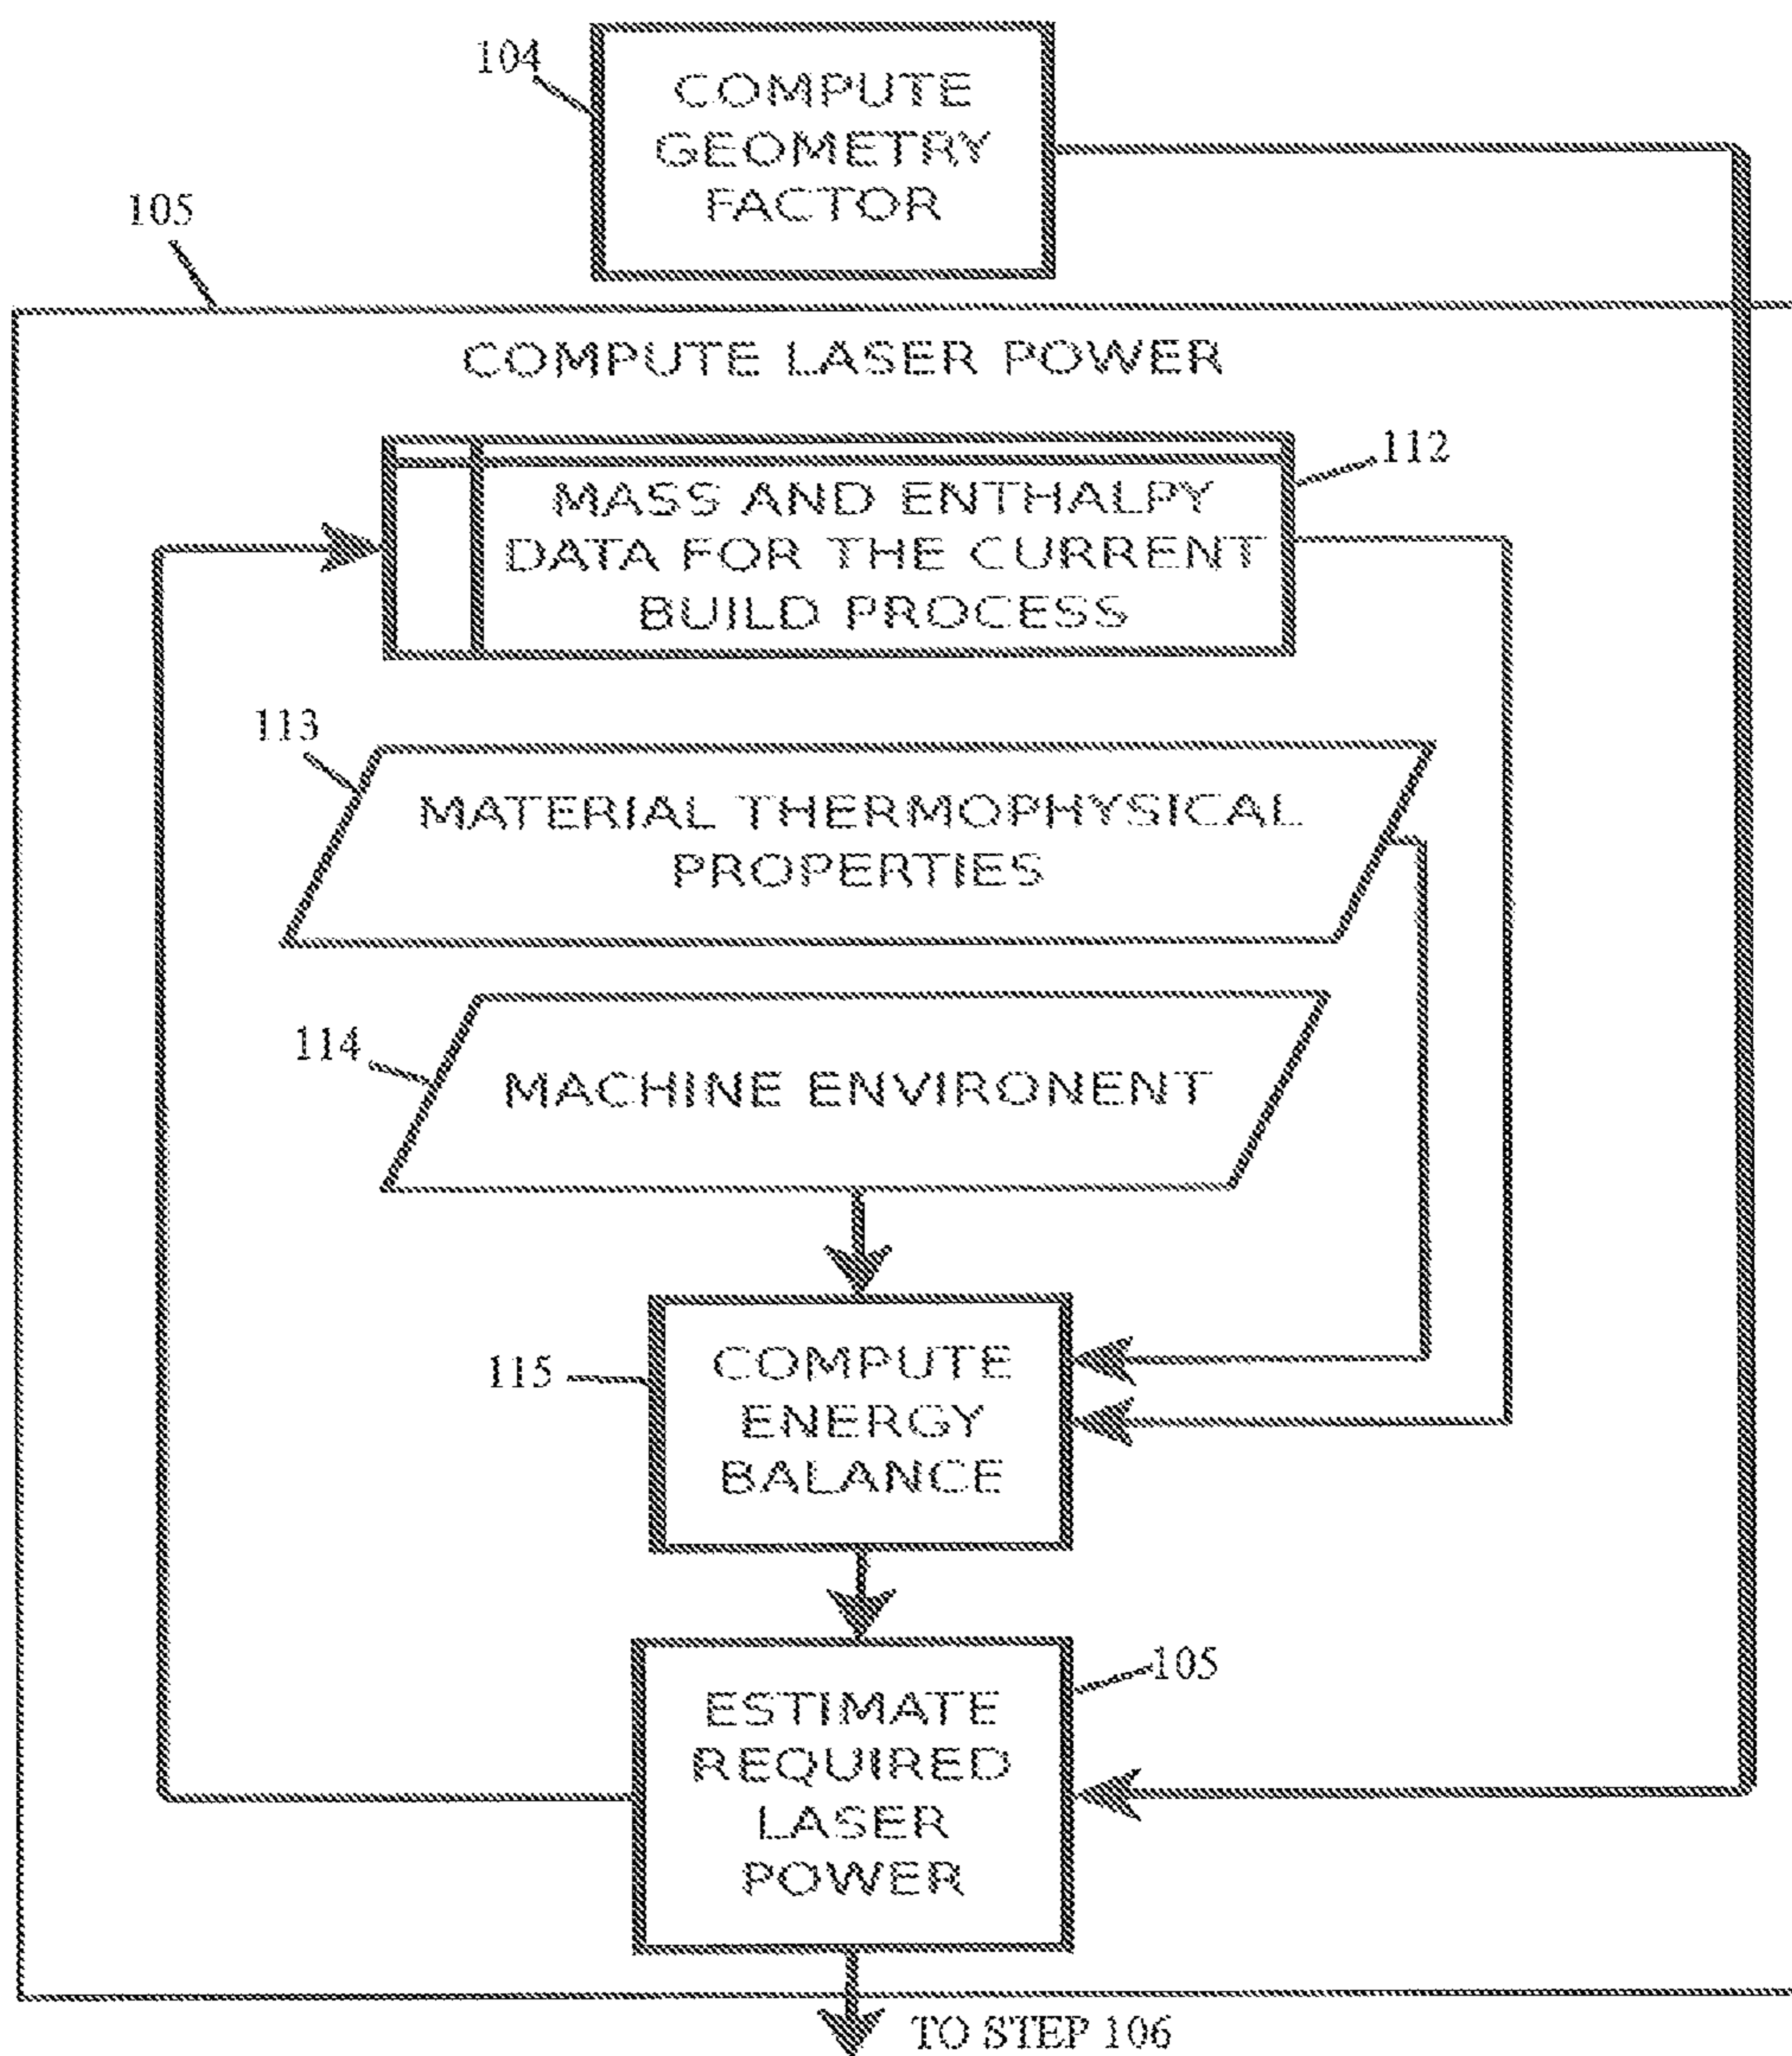 104
COMPUTE
GEOMETRY
FACTOR
105
COMPUTE LASER POWER
112
MASS AND ENTHALPY
DATA FOR THE CURRENT
BUILD PROCESS
113
MATERIAL THERMOPHYSICAL
PROPERTIES
114
MACHINE ENVIRONENT
115
COMPUTE
ENERGY
BALANCE
105
ESTIMATE
REQUIRED
LASER
POWER
TO STEP 106